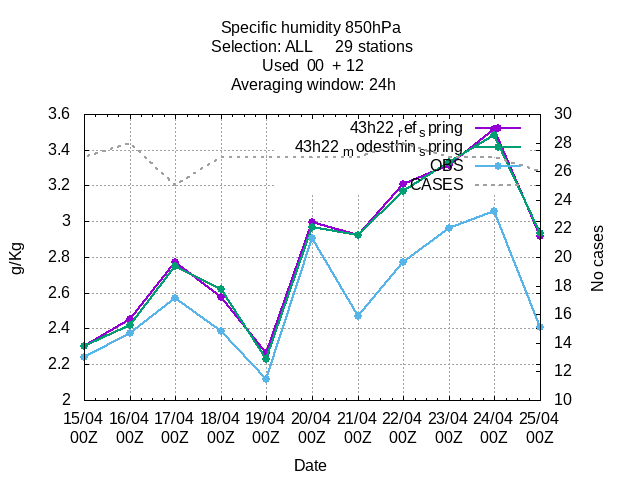 Specific humidity 850hPa
Selection: ALL     29 stations
Used  00  + 12
Averaging window: 24h
3.6
3.4
3.2
3
2.8
2.6
2.4
2.2
2
g/Kg
43h22refspring
43h22modesthinspring
OBS
CASES
30
28
26
24
22
20
18
16
14
12
10
No cases
15/04 16/04 17/04 18/04 19/04 20/04 21/04 22/04 23/04 24/04 25/04
00Z 00Z 00Z 00Z 00Z 00Z 00Z 00Z 00Z 00Z 00Z
Date